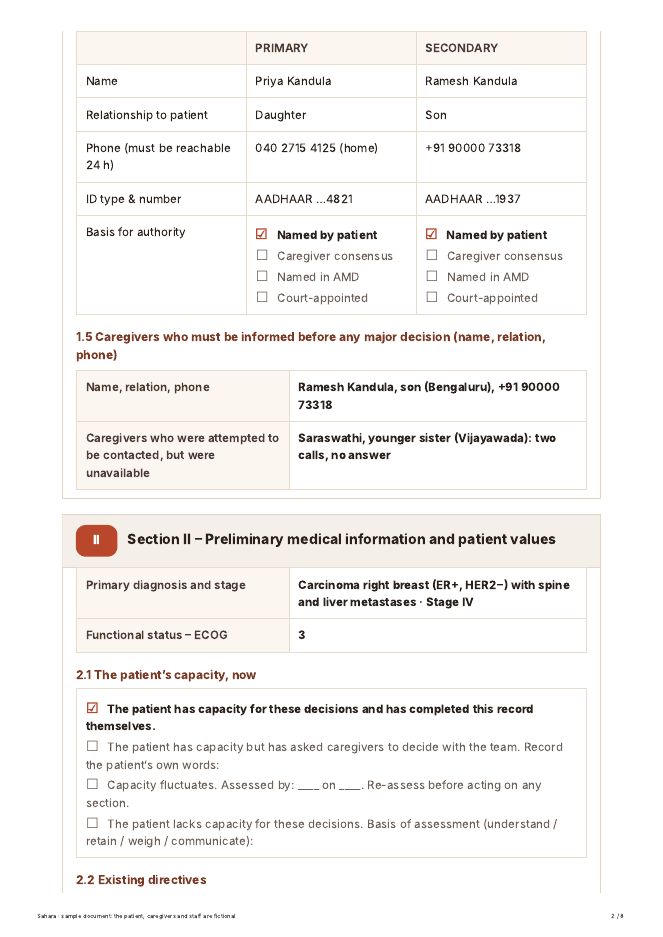 PRIMARY SECONDARY
Name Priya Kandula Ramesh Kandula
Relationship to patient Daughter Son
Phone (must be reachable 040 2715 4125 (home) +91 90000 73318
24 h)
ID type & number AADHAAR ...4821 AADHAAR ...1937
Basis for authority ☑ Named by patient ☑ Named by patient
☐ Caregiver consensus ☐ Caregiver consensus
☐ Named in AMD ☐ Named in AMD
☐ Court-appointed ☐ Court-appointed
1.5 Caregivers who must be informed before any major decision (name, relation,
phone)
Name, relation, phone Ramesh Kandula, son (Bengaluru), +91 90000
73318
Caregivers who were attempted to Saraswathi, younger sister (Vijayawada): two
be contacted, but were calls, no answer
unavailable
II Section II – Preliminary medical information and patient values
Primary diagnosis and stage Carcinoma right breast (ER+, HER2−) with spine
and liver metastases · Stage IV
Functional status – ECOG 3
2.1 The patient’s capacity, now
☑ The patient has capacity for these decisions and has completed this record
themselves.
☐ The patient has capacity but has asked caregivers to decide with the team. Record
the patient’s own words:
☐ Capacity fluctuates. Assessed by: ____ on ____. Re-assess before acting on any
section.
☐ The patient lacks capacity for these decisions. Basis of assessment (understand /
retain / weigh / communicate):
2.2 Existing directives
Sahara · sample document: the patient, caregivers and staff are fictional 2 / 8